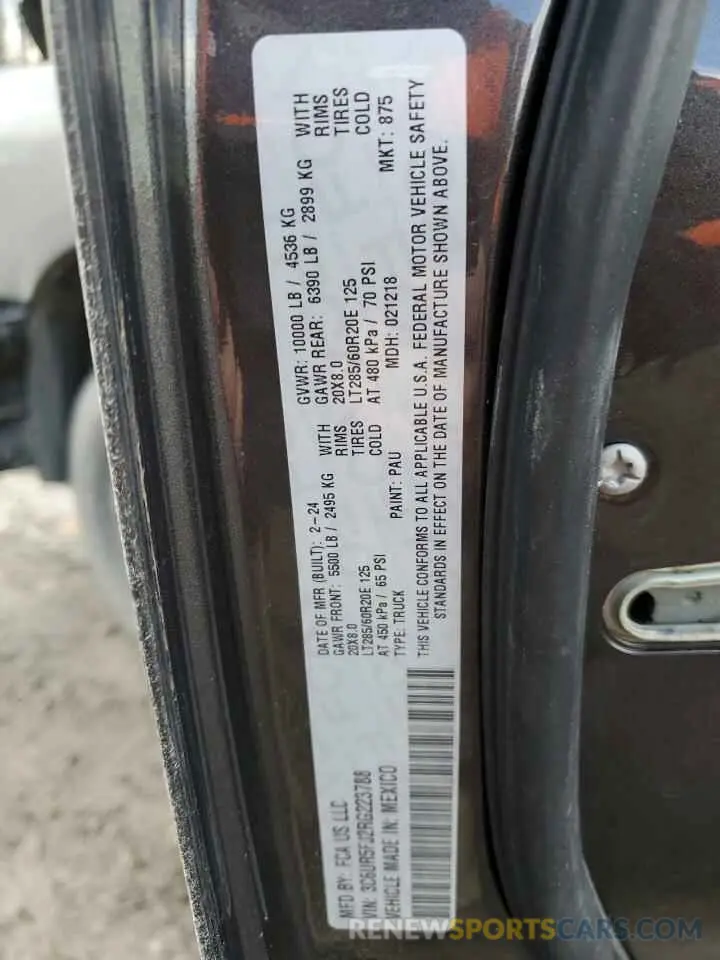 MFD BY: FCA US LLC
DATE OF MFR (BUILT): 2-24
GVWR: 10000 LB / 4536 KG
GAWR FRONT: 5500 LB / 2495 KG WITH
20X8.0 RIMS
LT285/60R20E 125 TIRES
AT 450 kPa / 65 PSI COLD
GAWR REAR: 6390 LB / 2899 KG WITH
20X8.0 RIMS
LT285/60R20E 125 TIRES
AT 480 kPa / 70 PSI COLD
VIN: 3C6UR5FJ2RG223788
TYPE: TRUCK PAINT: PAU MDH: 021218 MKT: 875
VEHICLE MADE IN: MEXICO
THIS VEHICLE CONFORMS TO ALL APPLICABLE U.S.A. FEDERAL MOTOR VEHICLE SAFETY
STANDARDS IN EFFECT ON THE DATE OF MANUFACTURE SHOWN ABOVE.
RENEWSPORTSCARS.COM